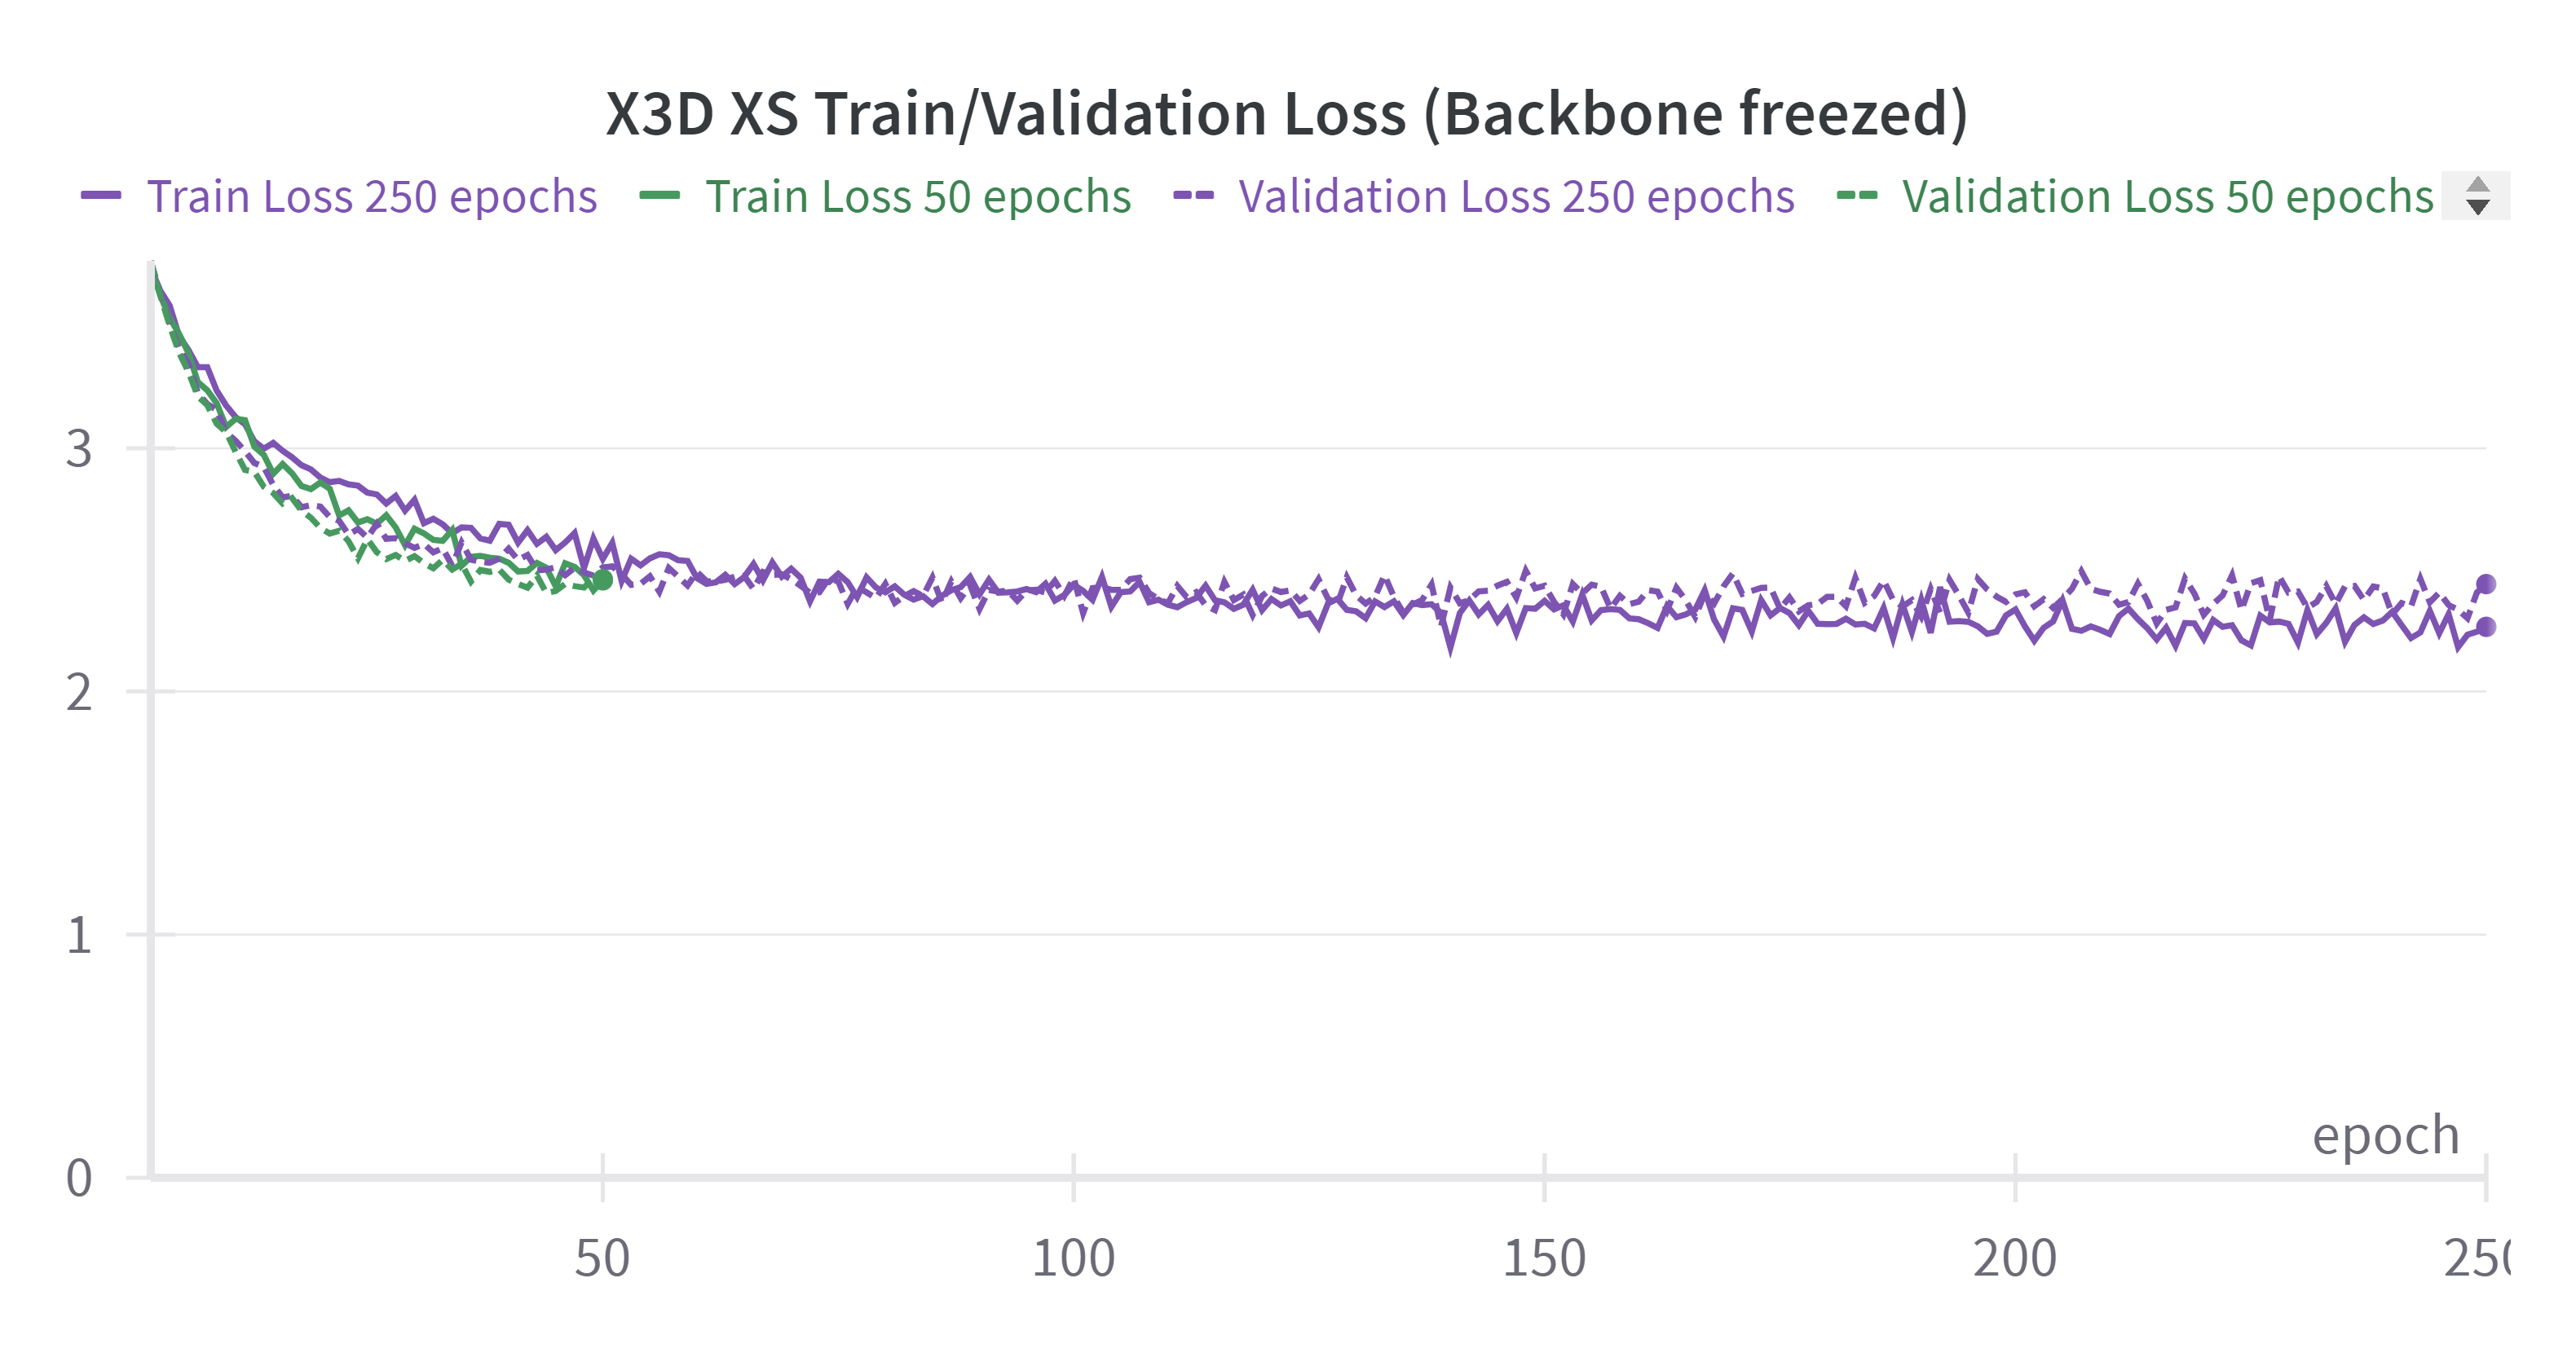 X3D XS Train/Validation Loss (Backbone freezed)
Train Loss 250 epochs Train Loss 50 epochs Validation Loss 250 epochs Validation Loss 50 epochs
3
2
1
0
epoch
50 100 150 200 250